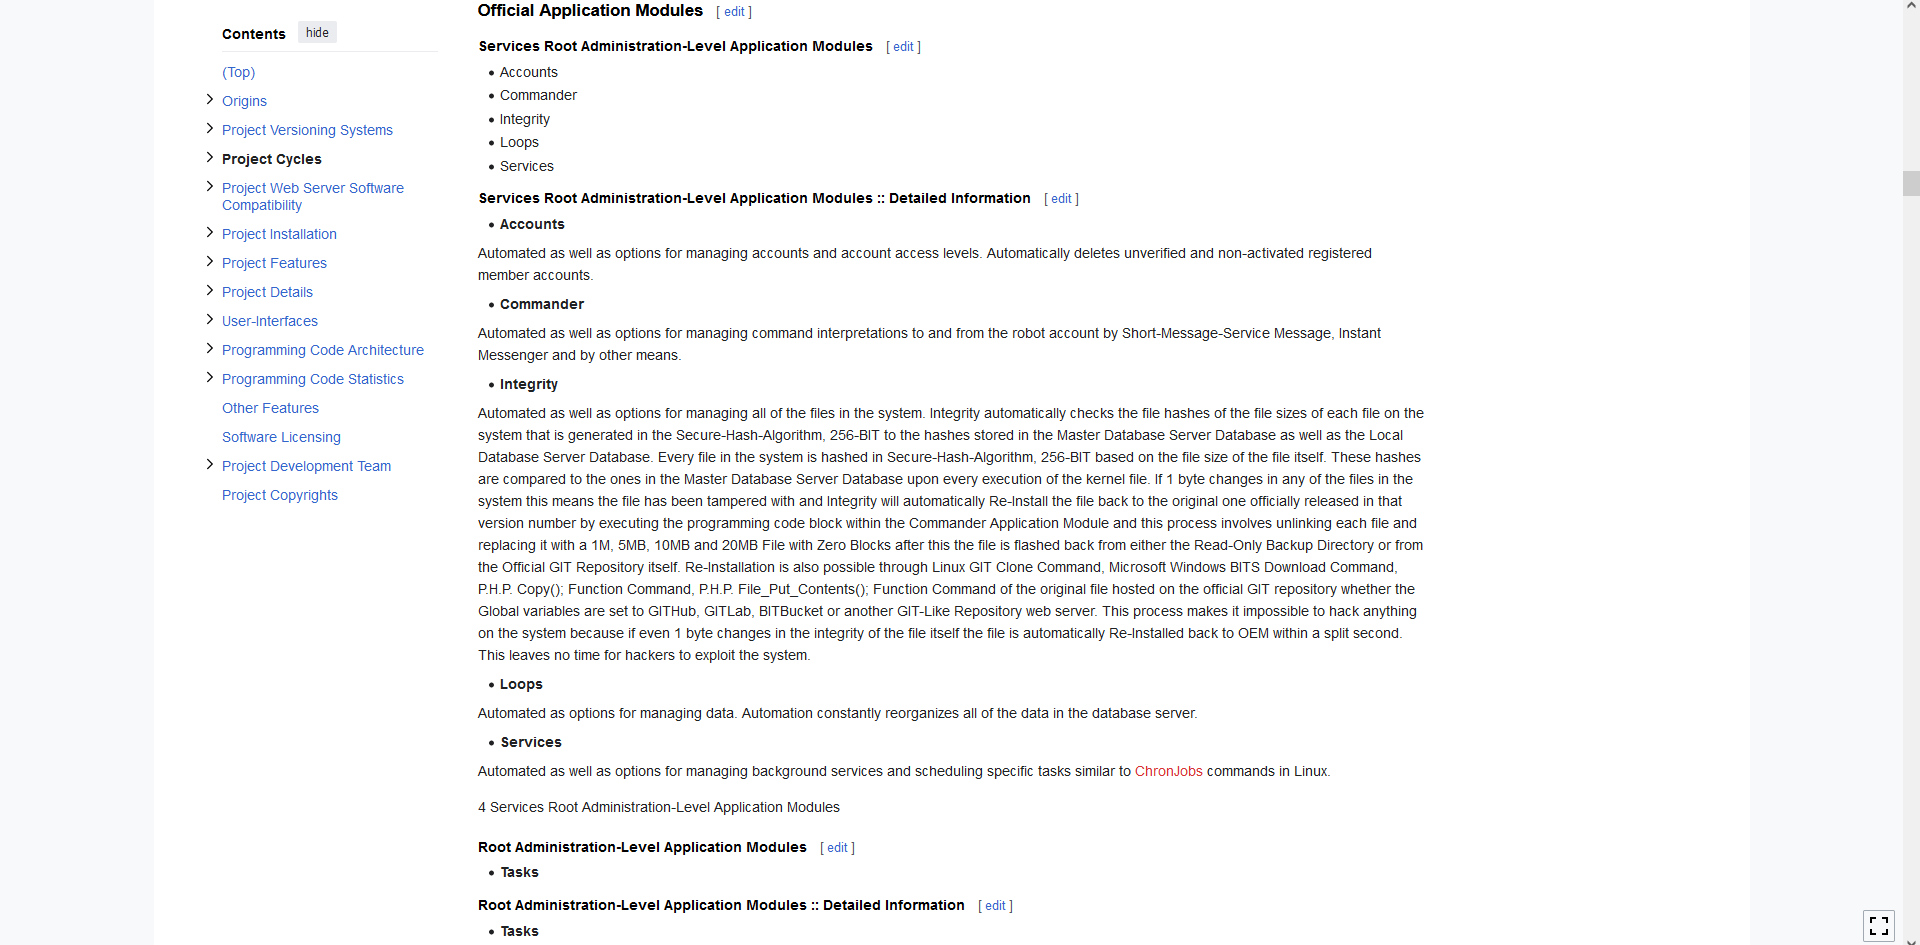 Contents hide
(Top)
Origins
Project Versioning Systems
Project Cycles
Project Web Server Software
Compatibility
Project Installation
Project Features
Project Details
User-Interfaces
Programming Code Architecture
Programming Code Statistics
Other Features
Software Licensing
Project Development Team
Project Copyrights
Official Application Modules [ edit ]
Services Root Administration-Level Application Modules [ edit ]
• Accounts
• Commander
• Integrity
• Loops
• Services
Services Root Administration-Level Application Modules :: Detailed Information [ edit ]
• Accounts
Automated as well as options for managing accounts and account access levels. Automatically deletes unverified and non-activated registered
member accounts.
• Commander
Automated as well as options for managing command interpretations to and from the robot account by Short-Message-Service Message, Instant
Messenger and by other means.
• Integrity
Automated as well as options for managing all of the files in the system. Integrity automatically checks the file hashes of the file sizes of each file on the
system that is generated in the Secure-Hash-Algorithm, 256-BIT to the hashes stored in the Master Database Server Database as well as the Local
Database Server Database. Every file in the system is hashed in Secure-Hash-Algorithm, 256-BIT based on the file size of the file itself. These hashes
are compared to the ones in the Master Database Server Database upon every execution of the kernel file. If 1 byte changes in any of the files in the
system this means the file has been tampered with and Integrity will automatically Re-Install the file back to the original one officially released in that
version number by executing the programming code block within the Commander Application Module and this process involves unlinking each file and
replacing it with a 1M, 5MB, 10MB and 20MB File with Zero Blocks after this the file is flashed back from either the Read-Only Backup Directory or from
the Official GIT Repository itself. Re-Installation is also possible through Linux GIT Clone Command, Microsoft Windows BITS Download Command,
P.H.P. Copy(); Function Command, P.H.P. File_Put_Contents(); Function Command of the original file hosted on the official GIT repository whether the
Global variables are set to GITHub, GITLab, BITBucket or another GIT-Like Repository web server. This process makes it impossible to hack anything
on the system because if even 1 byte changes in the integrity of the file itself the file is automatically Re-Installed back to OEM within a split second.
This leaves no time for hackers to exploit the system.
• Loops
Automated as options for managing data. Automation constantly reorganizes all of the data in the database server.
• Services
Automated as well as options for managing background services and scheduling specific tasks similar to ChronJobs commands in Linux.
4 Services Root Administration-Level Application Modules
Root Administration-Level Application Modules [ edit ]
• Tasks
Root Administration-Level Application Modules :: Detailed Information [ edit ]
• Tasks